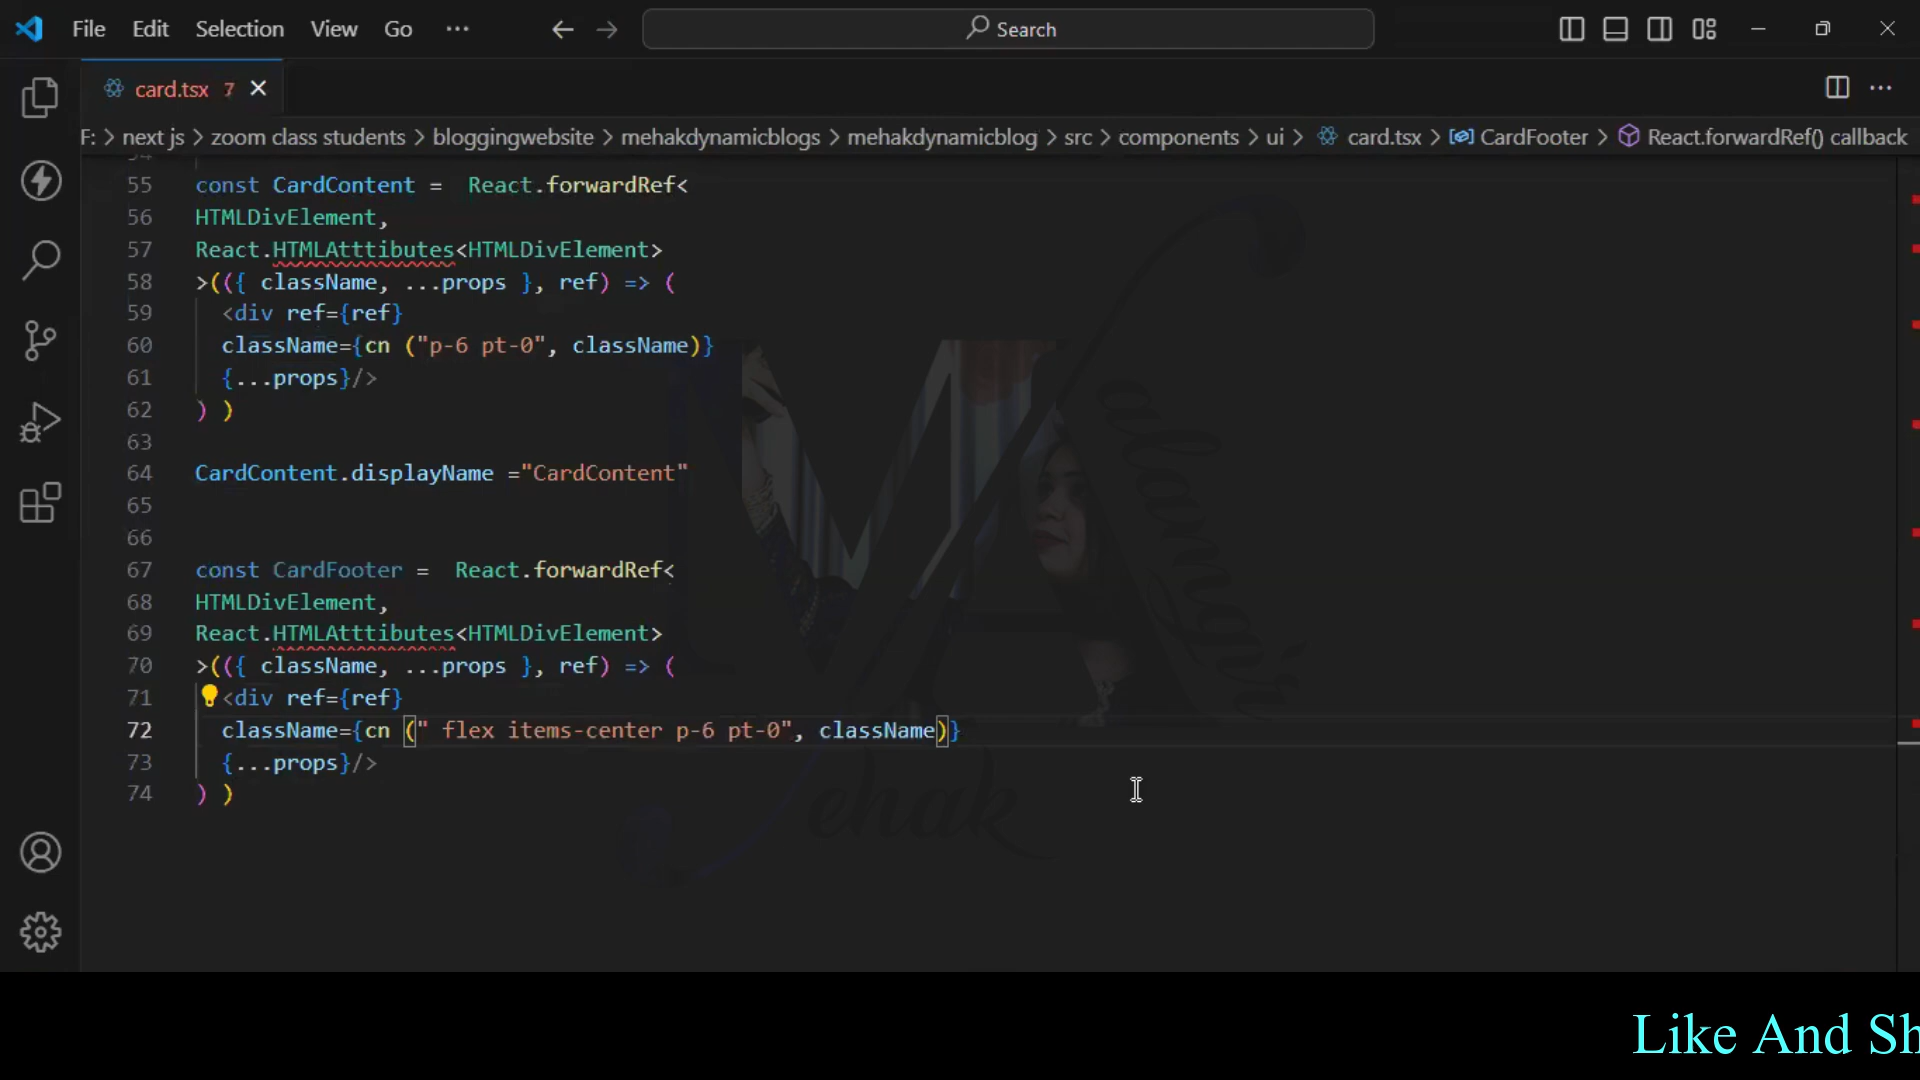 File Edit Selection View Go ··· Search
card.tsx 7
F: > next js > zoom class students > bloggingwebsite > mehakdynamicblogs > mehakdynamicblog > src > components > ui > card.tsx > CardFooter > React.forwardRef() callback
54
55 const CardContent =  React.forwardRef<
56 HTMLDivElement,
57 React.HTMLAtttibutes<HTMLDivElement>
58 >(({ className, ...props }, ref) => (
59 <div ref={ref}
60 className={cn ("p-6 pt-0", className)}
61 {...props}/>
62 ) )
63
64 CardContent.displayName ="CardContent"
65
66
67 const CardFooter =  React.forwardRef<
68 HTMLDivElement,
69 React.HTMLAtttibutes<HTMLDivElement>
70 >(({ className, ...props }, ref) => (
71 <div ref={ref}
72 className={cn (" flex items-center p-6 pt-0", className)}
73 {...props}/>
74 ) )
Mehak
Alamgir
Like And Sh